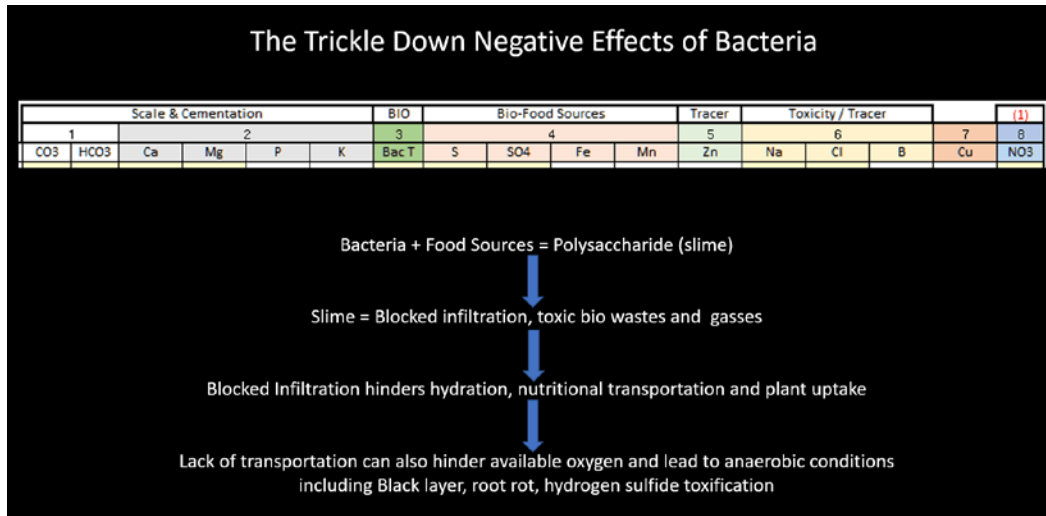 The Trickle Down Negative Effects of Bacteria
Scale & Cementation BIO Bio-Food Sources Tracer Toxicity / Tracer (1)
1 2 3 4 5 6 7 8
CO3 HCO3 Ca Mg P K Bac T S SO4 Fe Mn Zn Na Cl B Cu NO3
Bacteria + Food Sources = Polysaccharide (slime)
Slime = Blocked infiltration, toxic bio wastes and gasses
Blocked Infiltration hinders hydration, nutritional transportation and plant uptake
Lack of transportation can also hinder available oxygen and lead to anaerobic conditions
including Black layer, root rot, hydrogen sulfide toxification